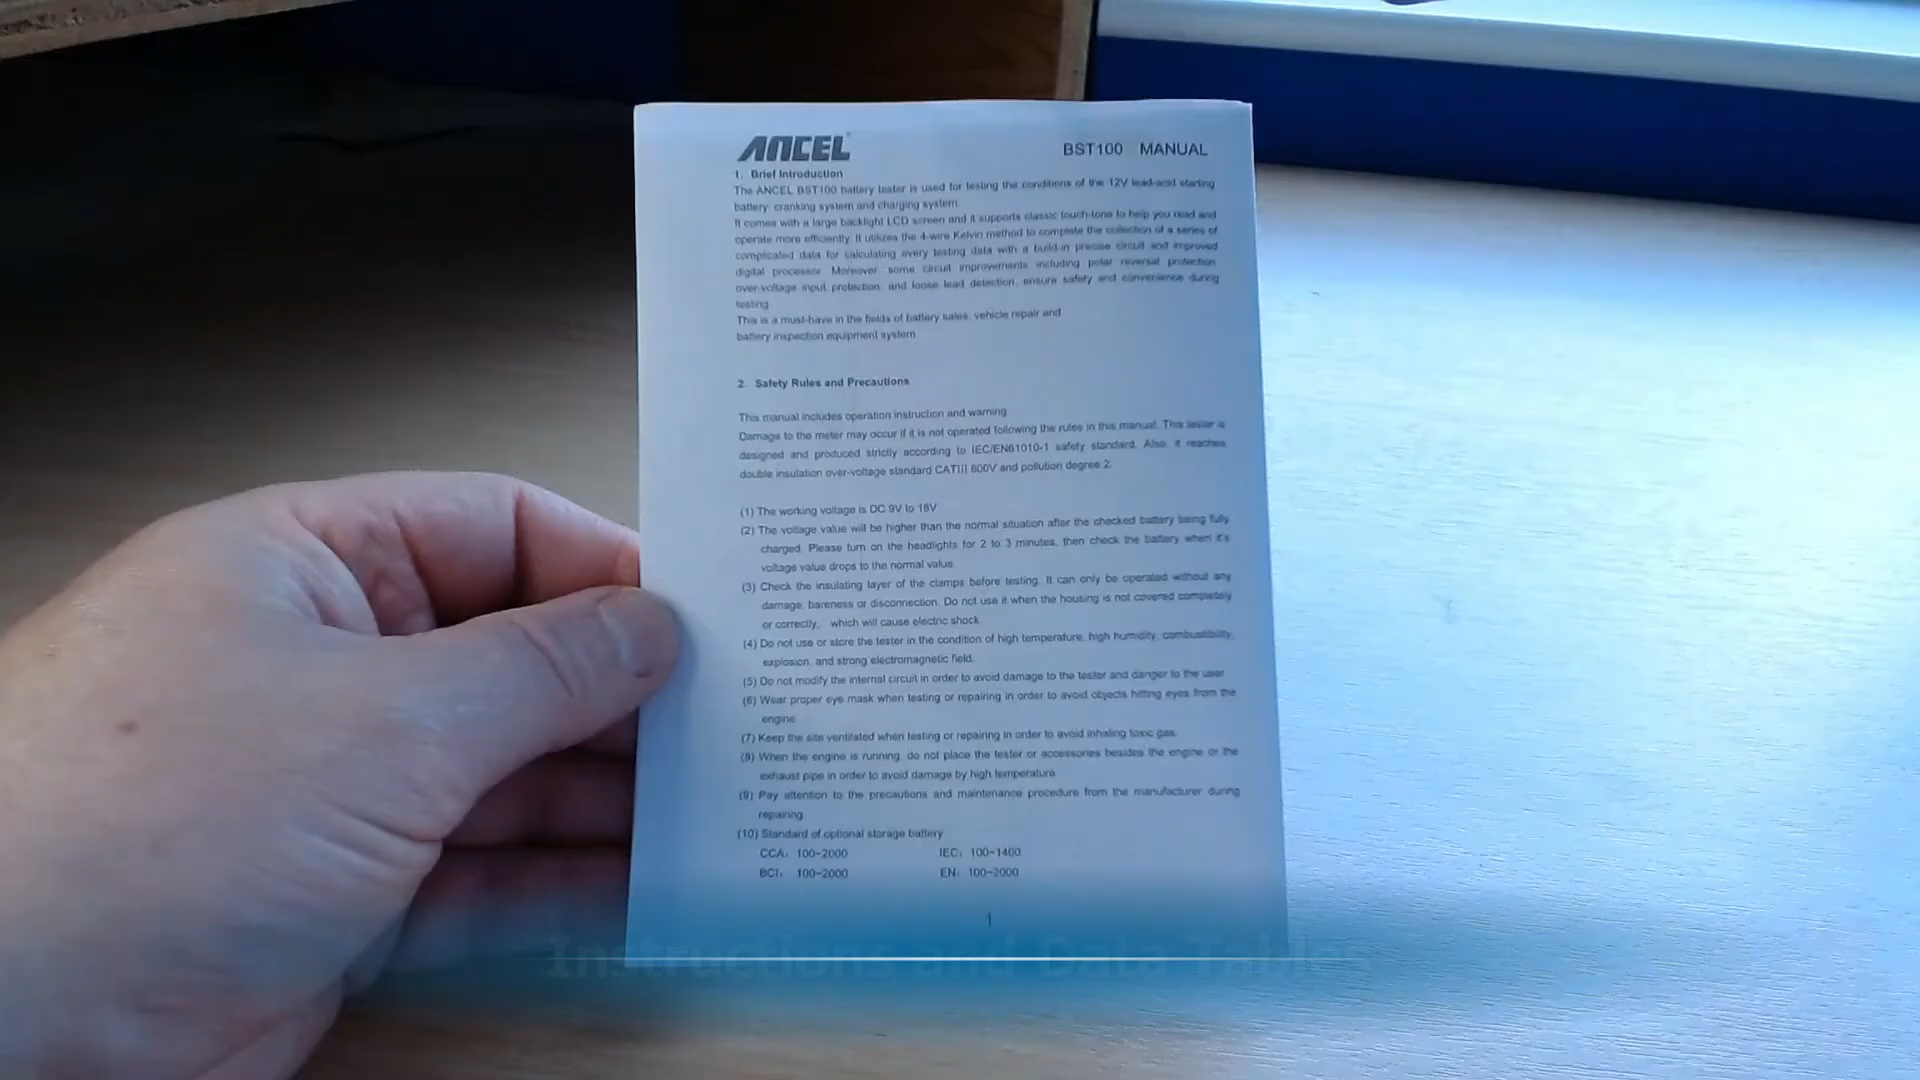 ANCEL BST100 MANUAL
1. Brief Introduction
The ANCEL BST100 battery tester is used for testing the conditions of the 12V lead-acid starting
battery, cranking system and charging system.
It comes with a large backlight LCD screen and it supports classic touch-tone to help you read and
operate more efficiently. It utilizes the 4-wire Kelvin method to complete the collection of a series of
complicated data for calculating every testing data with a build-in precise circuit and improved
digital processor. Moreover, some circuit improvements including polar reversal protection,
over-voltage input protection, and loose lead detection, ensure safety and convenience during
testing.
This is a must-have in the fields of battery sales, vehicle repair and
battery inspection equipment system.
2. Safety Rules and Precautions
This manual includes operation instruction and warning.
Damage to the meter may occur if it is not operated following the rules in this manual. This tester is
designed and produced strictly according to IEC/EN61010-1 safety standard. Also, it reaches
double insulation over-voltage standard CATIII 600V and pollution degree 2.
(1) The working voltage is DC 9V to 16V
(2) The voltage value will be higher than the normal situation after the checked battery being fully
charged. Please turn on the headlights for 2 to 3 minutes, then check the battery when it's
voltage value drops to the normal value.
(3) Check the insulating layer of the clamps before testing. It can only be operated without any
damage, bareness or disconnection. Do not use it when the housing is not covered completely
or correctly, which will cause electric shock.
(4) Do not use or store the tester in the condition of high temperature, high humidity, combustibility,
explosion, and strong electromagnetic field.
(5) Do not modify the internal circuit in order to avoid damage to the tester and danger to the user.
(6) Wear proper eye mask when testing or repairing in order to avoid objects hitting eyes from the
engine.
(7) Keep the site ventilated when testing or repairing in order to avoid inhaling toxic gas.
(8) When the engine is running, do not place the tester or accessories besides the engine or the
exhaust pipe in order to avoid damage by high temperature.
(9) Pay attention to the precautions and maintenance procedure from the manufacturer during
repairing.
(10) Standard of optional storage battery
CCA: 100~2000 IEC: 100~1400
BCI: 100~2000 EN: 100~2000
1
Instructions and Data Tables